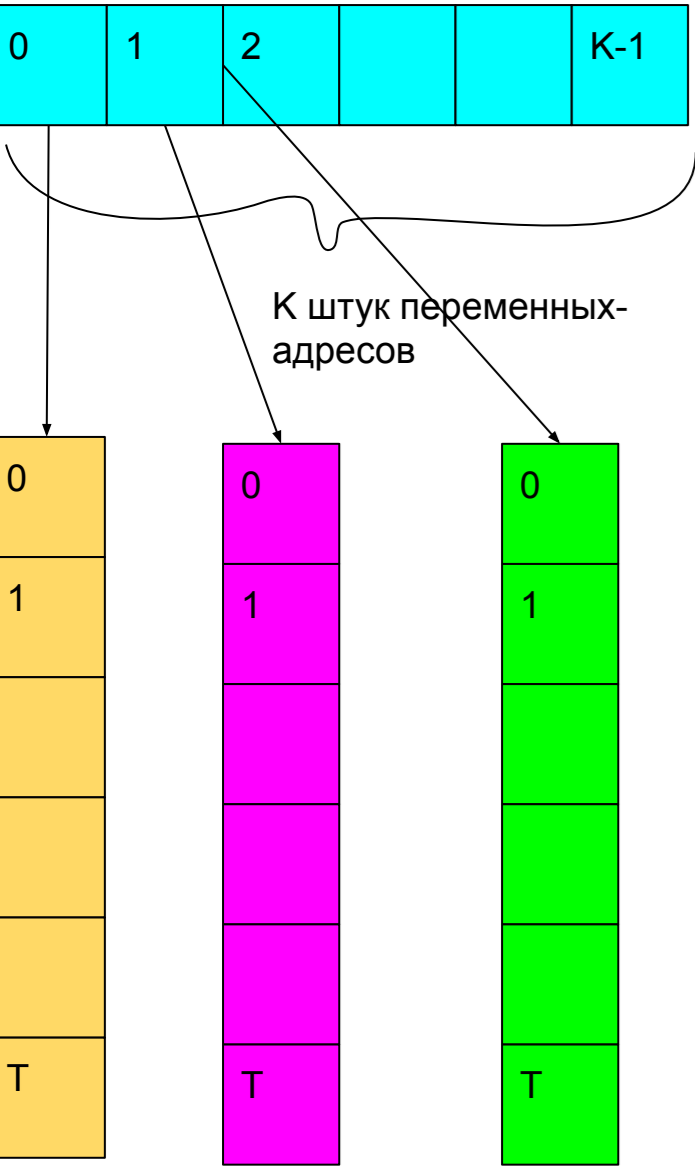 0 1 2 K-1
К штук переменных-
адресов
0 0 0
1 1 1
T T T